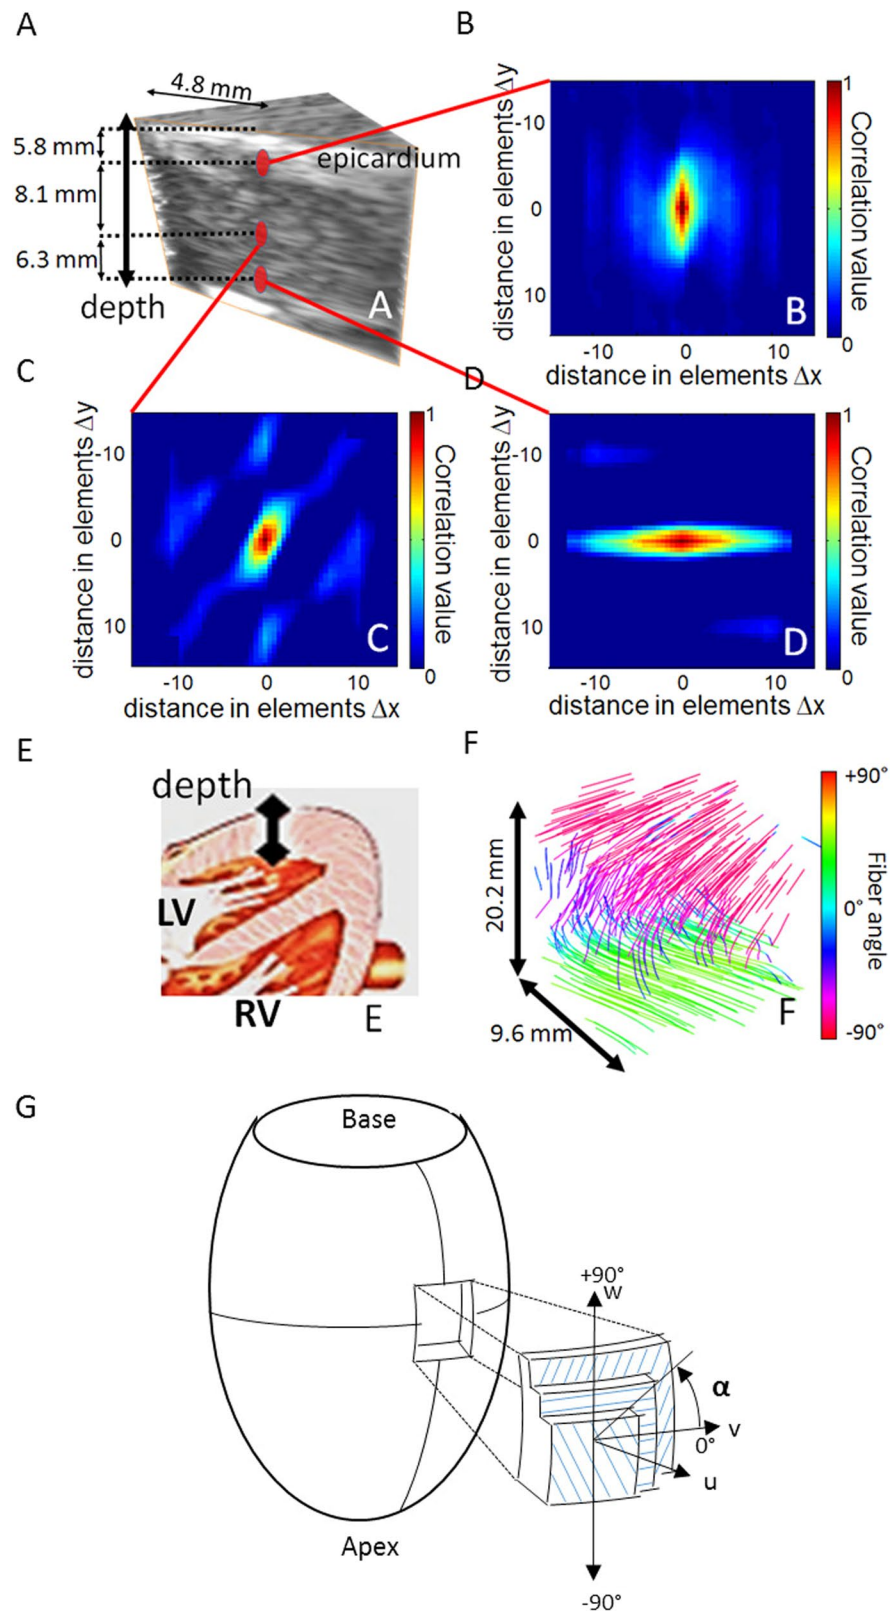 A
4.8 mm
5.8 mm
8.1 mm
6.3 mm
depth
epicardium
A
B
distance in elements Δy
-10
0
10
-10
0
10
distance in elements Δx
B
1
0
Correlation value
C
distance in elements Δy
-10
0
10
-10
0
10
distance in elements Δx
C
1
0
Correlation value
D
distance in elements Δy
-10
0
10
-10
0
10
distance in elements Δx
D
1
0
Correlation value
E
depth
LV
RV
E
F
20.2 mm
9.6 mm
F
+90°
0°
-90°
Fiber angle
G
Base
Apex
+90°
w
α
v
0°
u
-90°